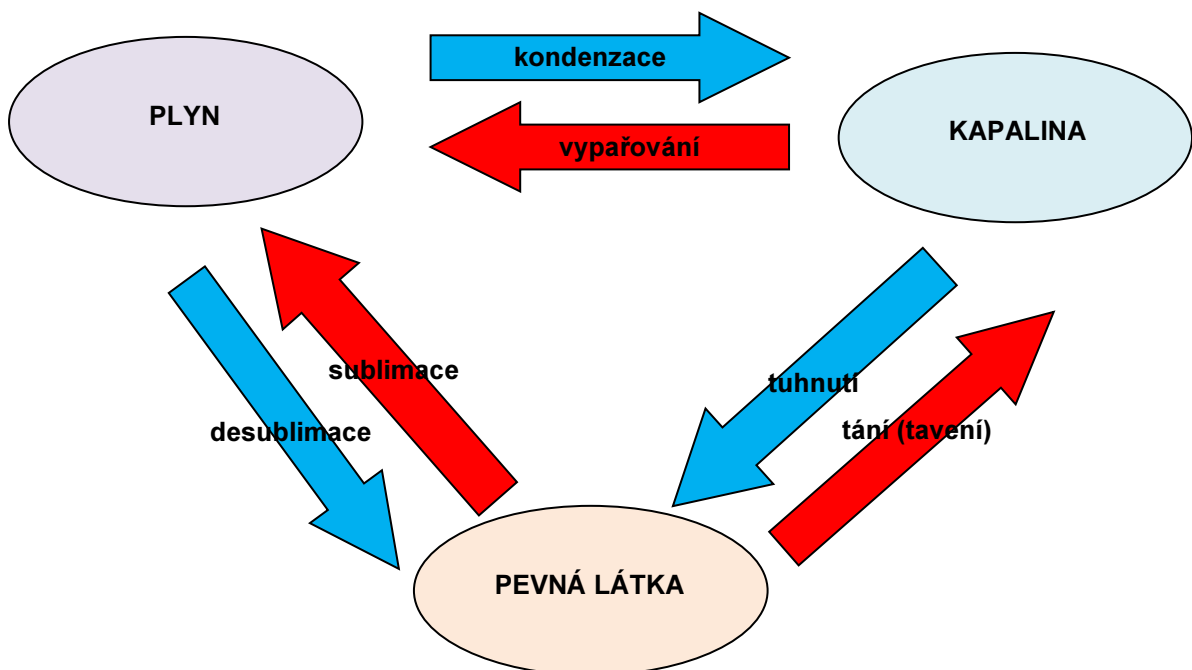 kondenzace
PLYN
KAPALINA
vypařování
sublimace
tuhnutí
desublimace
tání (tavení)
PEVNÁ LÁTKA